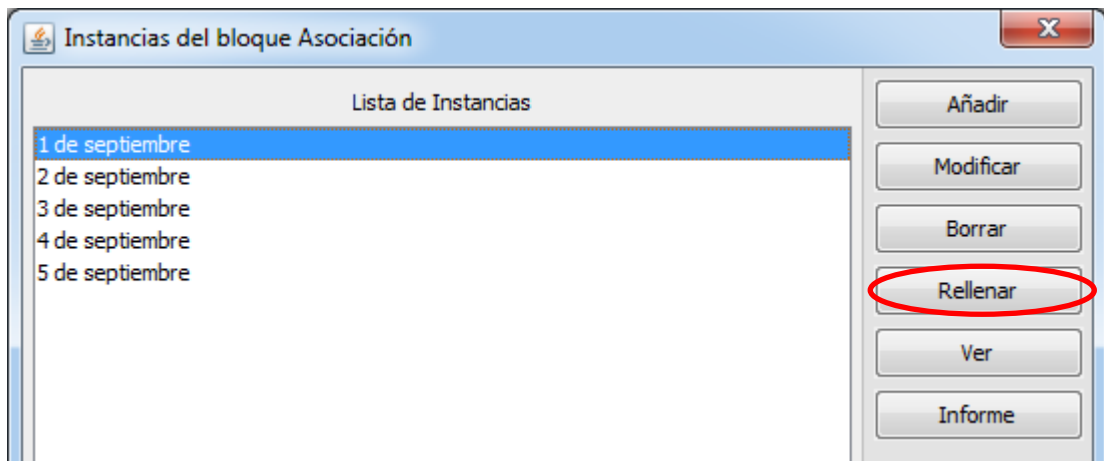 Instancias del bloque Asociación
Lista de Instancias
1 de septiembre
2 de septiembre
3 de septiembre
4 de septiembre
5 de septiembre
Añadir
Modificar
Borrar
Rellenar
Ver
Informe